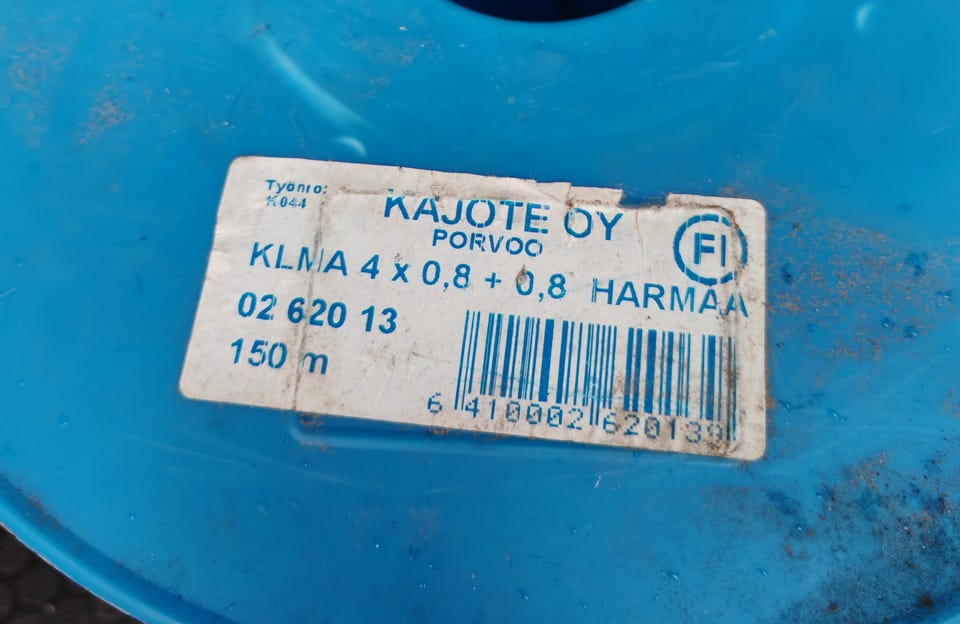 Työnro:
K044
KAJOTE OY
PORVOO
FI
KLMA 4 x 0,8 + 0,8 HARMAA
02 620 13
150 m
6 410002 620139